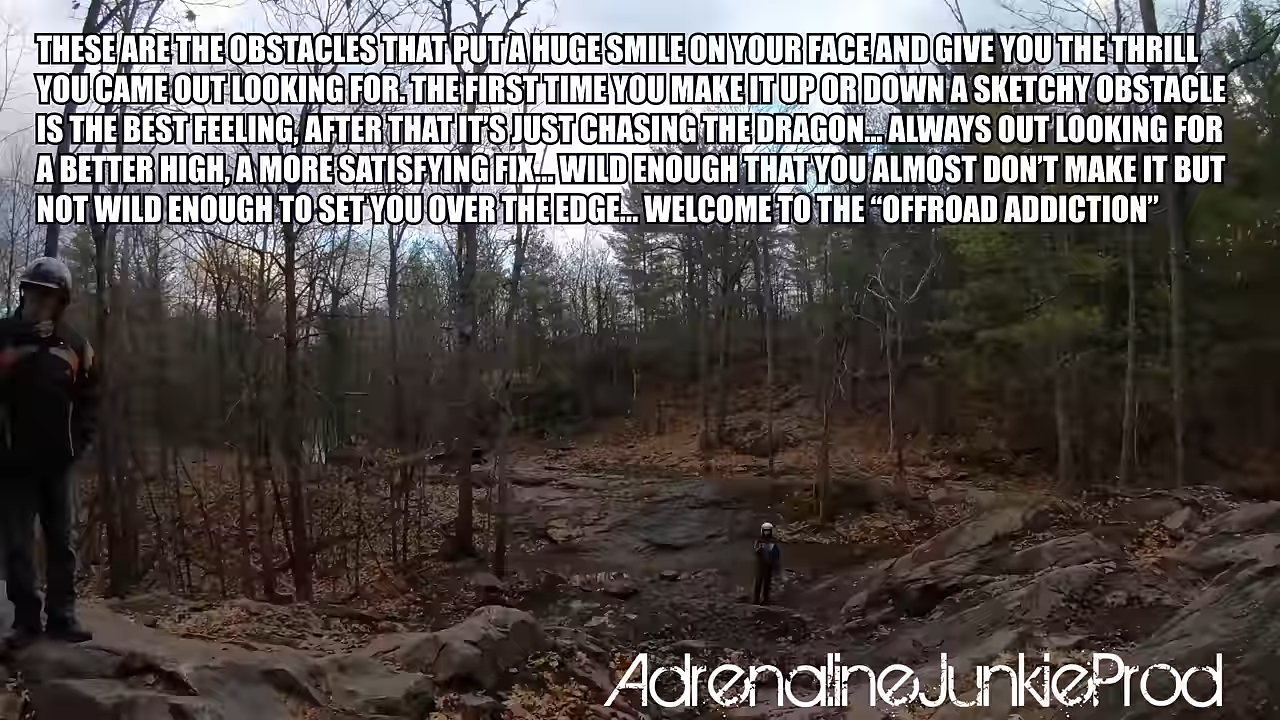 THESE ARE THE OBSTACLES THAT PUT A HUGE SMILE ON YOUR FACE AND GIVE YOU THE THRILL
YOU CAME OUT LOOKING FOR. THE FIRST TIME YOU MAKE IT UP OR DOWN A SKETCHY OBSTACLE
IS THE BEST FEELING, AFTER THAT IT'S JUST CHASING THE DRAGON... ALWAYS OUT LOOKING FOR
A BETTER HIGH, A MORE SATISFYING FIX... WILD ENOUGH THAT YOU ALMOST DON'T MAKE IT BUT
NOT WILD ENOUGH TO SET YOU OVER THE EDGE... WELCOME TO THE “OFFROAD ADDICTION”
AdrenalineJunkieProd